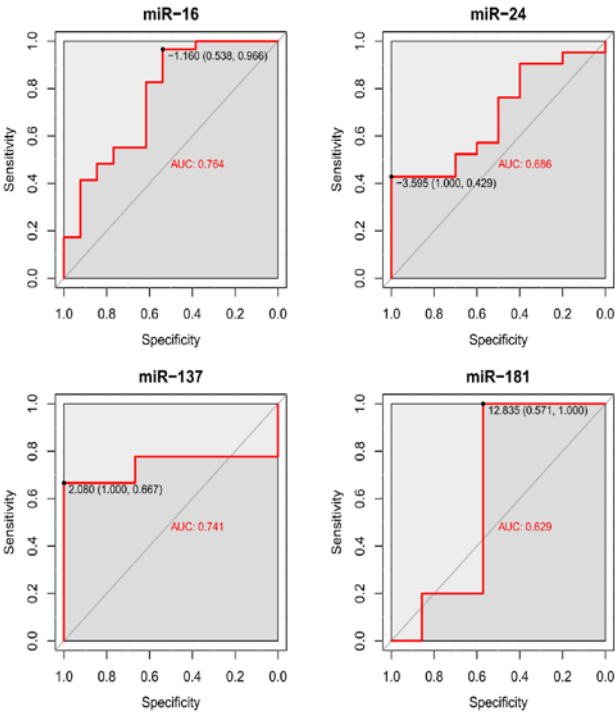 miR−16
1.0
0.8
0.6
0.4
0.2
0.0
Sensitivity
−1.160 (0.538, 0.966)
AUC: 0.764
1.0 0.8 0.6 0.4 0.2 0.0
Specificity
miR−24
1.0
0.8
0.6
0.4
0.2
0.0
Sensitivity
−3.595 (1.000, 0.429)
AUC: 0.686
1.0 0.8 0.6 0.4 0.2 0.0
Specificity
miR−137
1.0
0.8
0.6
0.4
0.2
0.0
Sensitivity
2.080 (1.000, 0.667)
AUC: 0.741
1.0 0.8 0.6 0.4 0.2 0.0
Specificity
miR−181
1.0
0.8
0.6
0.4
0.2
0.0
Sensitivity
12.835 (0.571, 1.000)
AUC: 0.629
1.0 0.8 0.6 0.4 0.2 0.0
Specificity